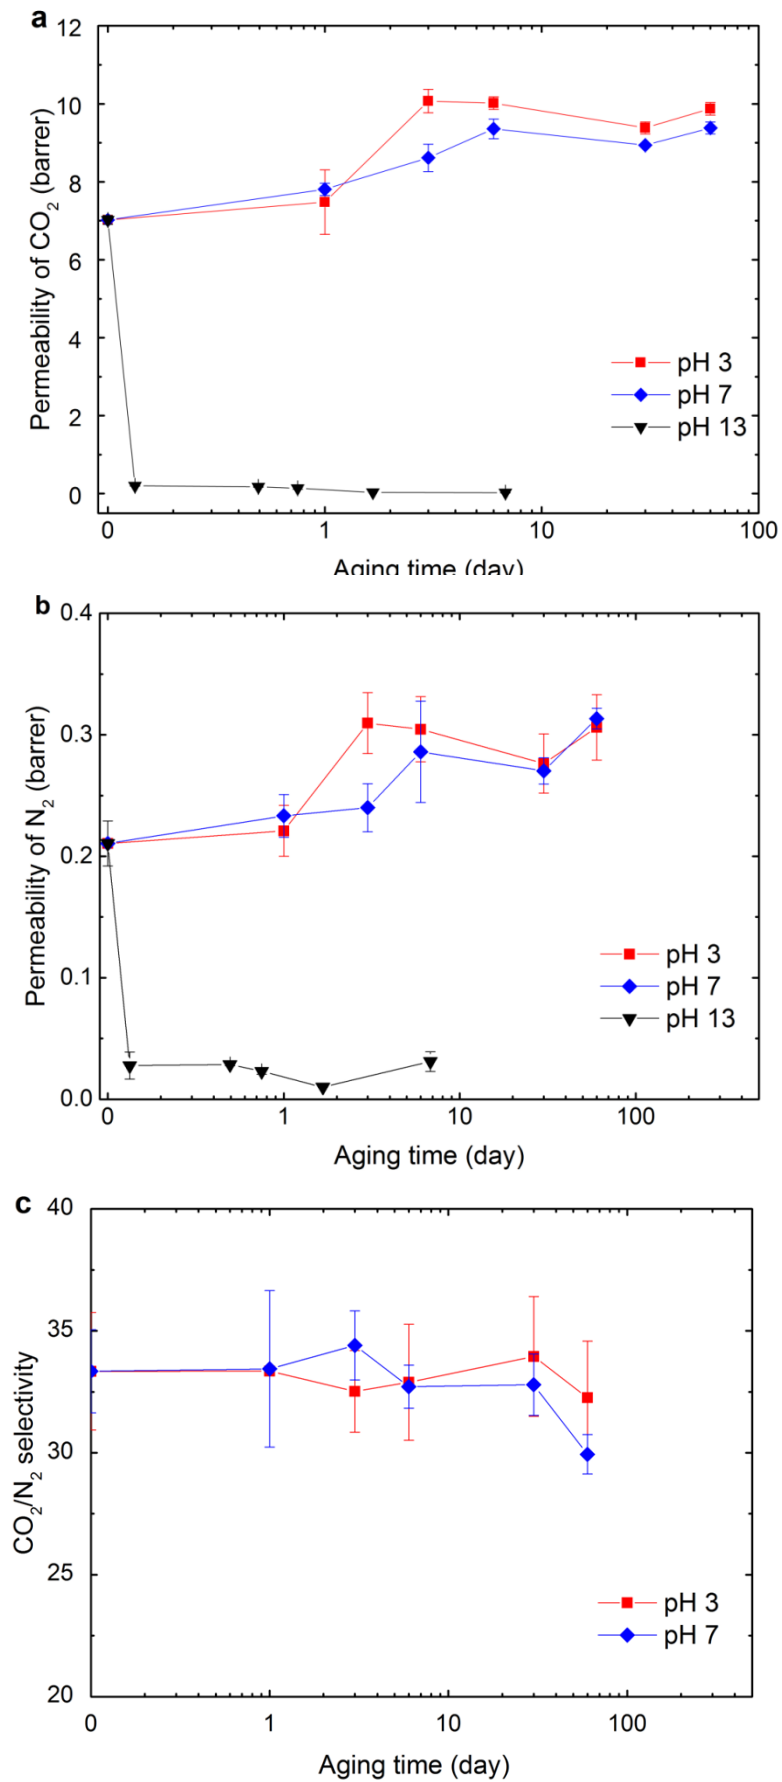 a
12
10
8
6
4
2
0
Permeability of CO₂ (barrer)
pH 3
pH 7
pH 13
0 1 10 100
Aging time (day)
b
0.4
0.3
0.2
0.1
0.0
Permeability of N₂ (barrer)
pH 3
pH 7
pH 13
0 1 10 100
Aging time (day)
c
40
35
30
25
20
CO₂/N₂ selectivity
pH 3
pH 7
0 1 10 100
Aging time (day)